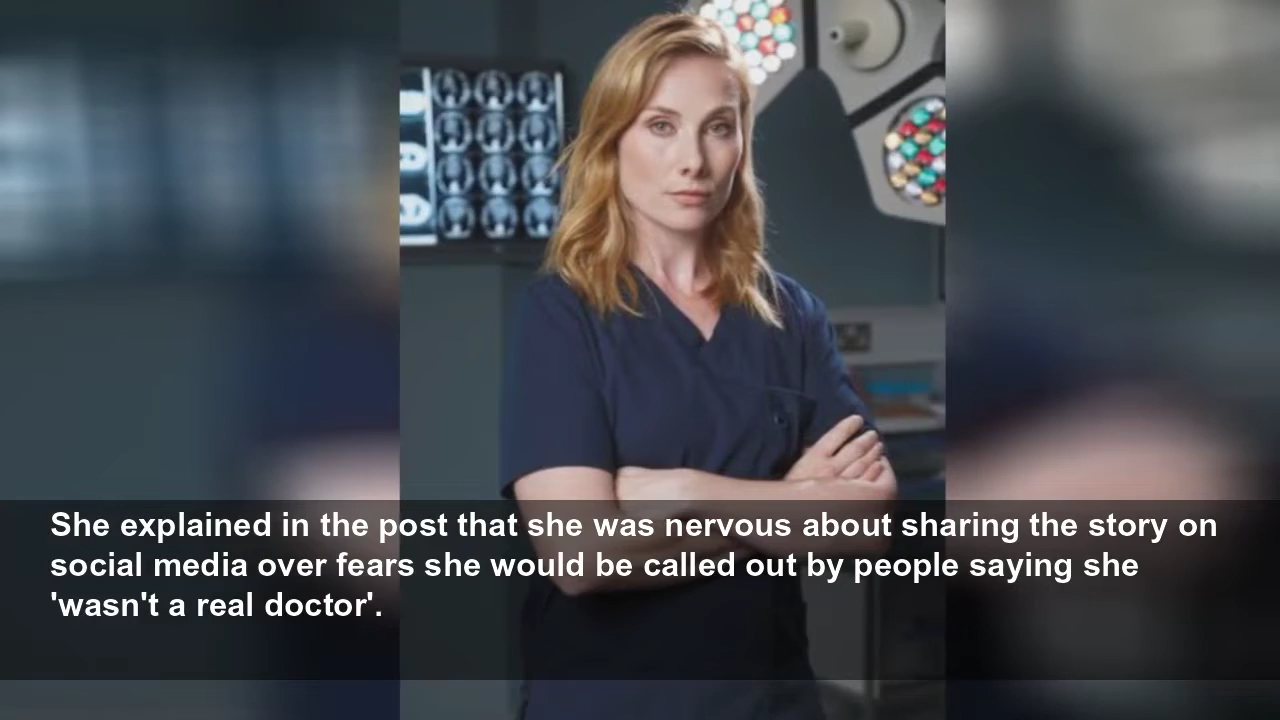 She explained in the post that she was nervous about sharing the story on
social media over fears she would be called out by people saying she
'wasn't a real doctor'.